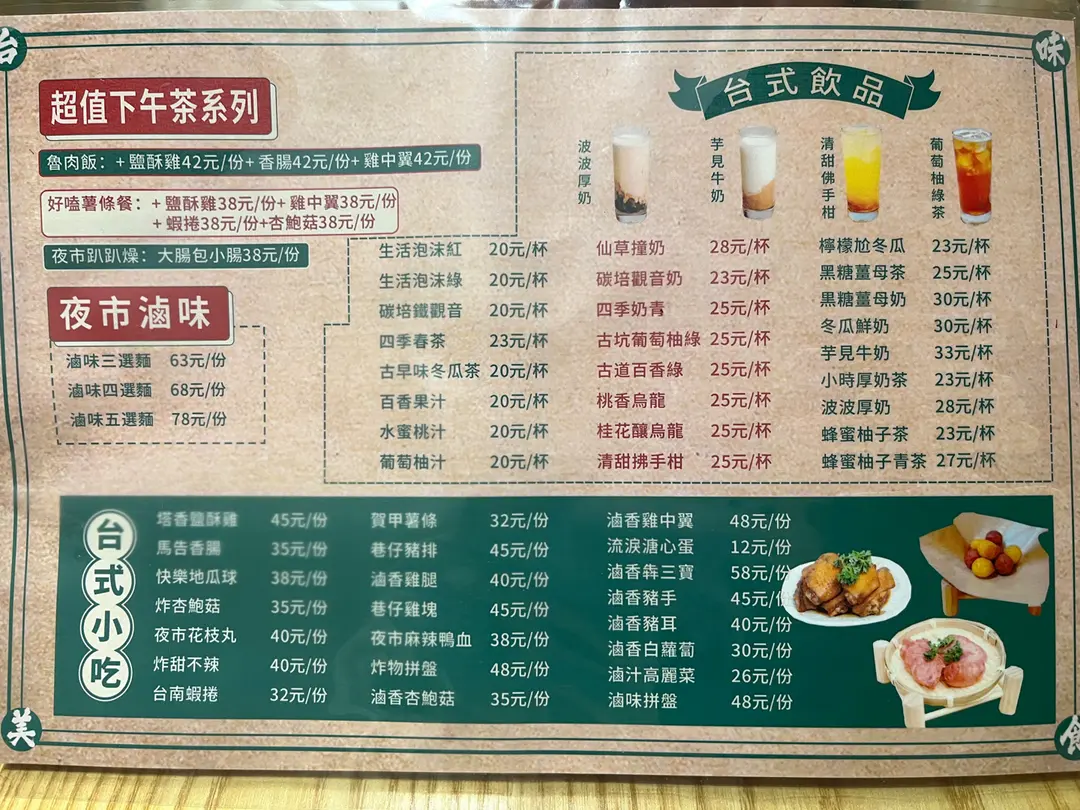 台
味
超值下午茶系列
魯肉飯：+鹽酥雞42元/份+香腸42元/份+雞中翼42元/份
好嗑薯條餐：+鹽酥雞38元/份+雞中翼38元/份
+蝦捲38元/份+杏鮑菇38元/份
夜市趴趴燥：大腸包小腸38元/份
夜市滷味
滷味三選麵 63元/份
滷味四選麵 68元/份
滷味五選麵 78元/份
台式飲品
波波厚奶
芋見牛奶
清甜佛手柑
葡萄柚綠茶
生活泡沫紅 20元/杯
生活泡沫綠 20元/杯
碳培鐵觀音 20元/杯
四季春茶 23元/杯
古早味冬瓜茶 20元/杯
百香果汁 20元/杯
水蜜桃汁 20元/杯
葡萄柚汁 20元/杯
仙草撞奶 28元/杯
碳培觀音奶 23元/杯
四季奶青 25元/杯
古坑葡萄柚綠 25元/杯
古道百香綠 25元/杯
桃香烏龍 25元/杯
桂花釀烏龍 25元/杯
清甜拂手柑 25元/杯
檸檬尬冬瓜 23元/杯
黑糖薑母茶 25元/杯
黑糖薑母奶 30元/杯
冬瓜鮮奶 30元/杯
芋見牛奶 33元/杯
小時厚奶茶 23元/杯
波波厚奶 28元/杯
蜂蜜柚子茶 23元/杯
蜂蜜柚子青茶 27元/杯
台式小吃
塔香鹽酥雞 45元/份
馬告香腸 35元/份
快樂地瓜球 38元/份
炸杏鮑菇 35元/份
夜市花枝丸 40元/份
炸甜不辣 40元/份
台南蝦捲 32元/份
賀甲薯條 32元/份
巷仔豬排 45元/份
滷香雞腿 40元/份
巷仔雞塊 45元/份
夜市麻辣鴨血 38元/份
炸物拼盤 48元/份
滷香杏鮑菇 35元/份
滷香雞中翼 48元/份
流淚溏心蛋 12元/份
滷香犇三寶 58元/份
滷香豬手 45元/份
滷香豬耳 40元/份
滷香白蘿蔔 30元/份
滷汁高麗菜 26元/份
滷味拼盤 48元/份
美